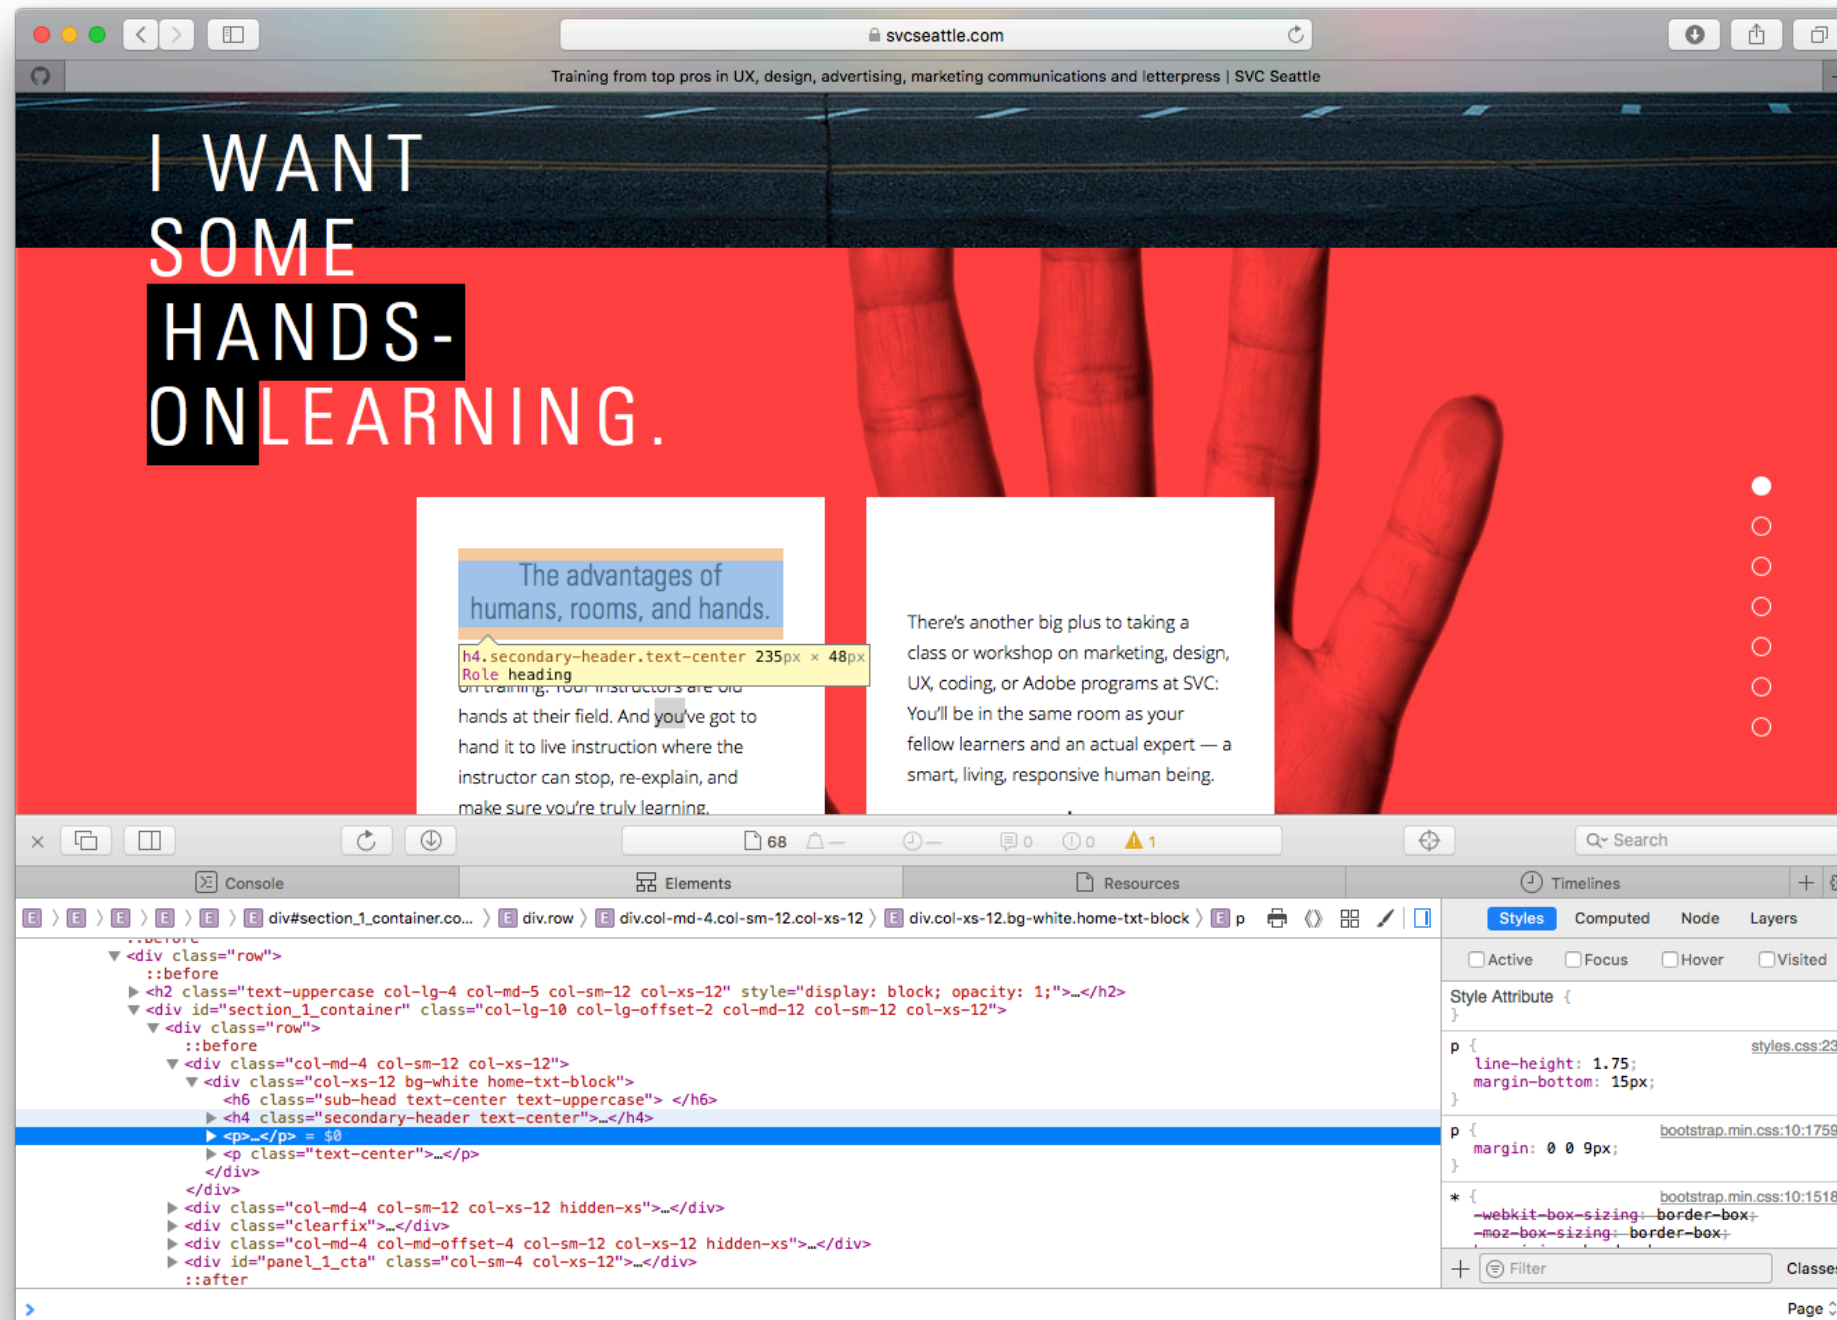 svcseattle.com
Training from top pros in UX, design, advertising, marketing communications and letterpress | SVC Seattle
I WANT
SOME
HANDS-
ONLEARNING.
The advantages of
humans, rooms, and hands.
h4.secondary-header.text-center 235px × 48px
Role heading
on training. Your instructors are old
hands at their field. And you've got to
hand it to live instruction where the
instructor can stop, re-explain, and
make sure you're truly learning.
There's another big plus to taking a
class or workshop on marketing, design,
UX, coding, or Adobe programs at SVC:
You'll be in the same room as your
fellow learners and an actual expert — a
smart, living, responsive human being.
68 — — 0 0 1 Search
Console Elements Resources Timelines
E E E E E E div#section_1_container.co... E div.row E div.col-md-4.col-sm-12.col-xs-12 E div.col-xs-12.bg-white.home-txt-block E p
Styles Computed Node Layers
::before
<div class="row">
::before
<h2 class="text-uppercase col-lg-4 col-md-5 col-sm-12 col-xs-12" style="display: block; opacity: 1;">…</h2>
<div id="section_1_container" class="col-lg-10 col-lg-offset-2 col-md-12 col-sm-12 col-xs-12">
<div class="row">
::before
<div class="col-md-4 col-sm-12 col-xs-12">
<div class="col-xs-12 bg-white home-txt-block">
<h6 class="sub-head text-center text-uppercase"> </h6>
<h4 class="secondary-header text-center">…</h4>
<p>…</p> = $0
<p class="text-center">…</p>
</div>
</div>
<div class="col-md-4 col-sm-12 col-xs-12 hidden-xs">…</div>
<div class="clearfix">…</div>
<div class="col-md-4 col-md-offset-4 col-sm-12 col-xs-12 hidden-xs">…</div>
<div id="panel_1_cta" class="col-sm-4 col-xs-12">…</div>
::after
Active Focus Hover Visited
Style Attribute {
}
p { styles.css:23
line-height: 1.75;
margin-bottom: 15px;
}
p { bootstrap.min.css:10:1759
margin: 0 0 9px;
}
* { bootstrap.min.css:10:1518
-webkit-box-sizing: border-box;
-moz-box-sizing: border-box;
Filter Classes
Page